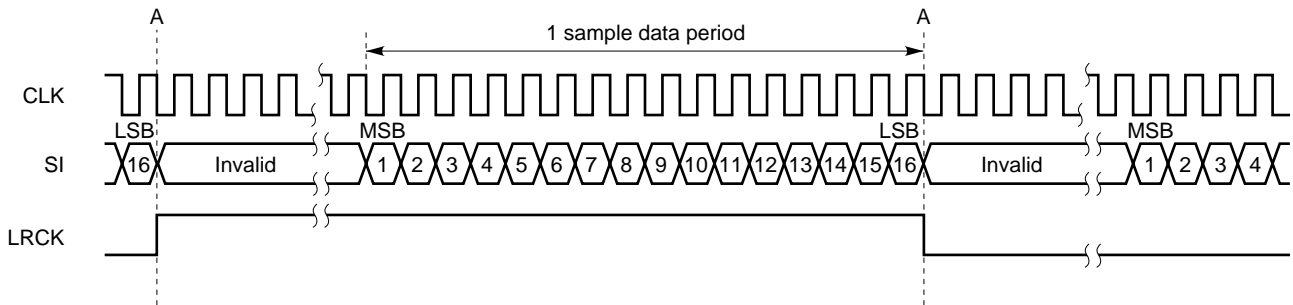 A A
1 sample data period
CLK
LSB MSB LSB MSB
SI 16 Invalid 1 2 3 4 5 6 7 8 9 10 11 12 13 14 15 16 Invalid 1 2 3 4
LRCK